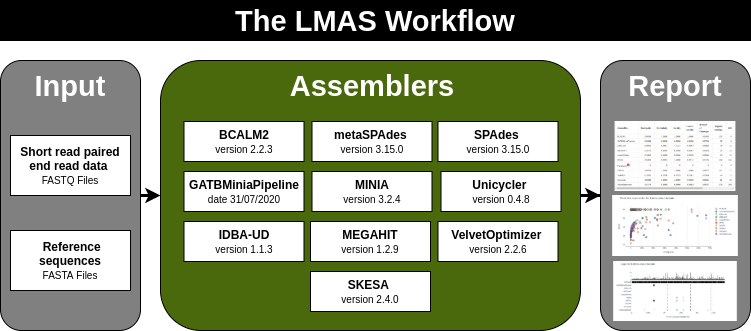 The LMAS Workflow
Input
Short read paired
end read data
FASTQ Files
Reference
sequences
FASTA Files
Assemblers
BCALM2
version 2.2.3
metaSPAdes
version 3.15.0
SPAdes
version 3.15.0
GATBMiniaPipeline
date 31/07/2020
MINIA
version 3.2.4
Unicycler
version 0.4.8
IDBA-UD
version 1.1.3
MEGAHIT
version 1.2.9
VelvetOptimizer
version 2.2.6
SKESA
version 2.4.0
Report